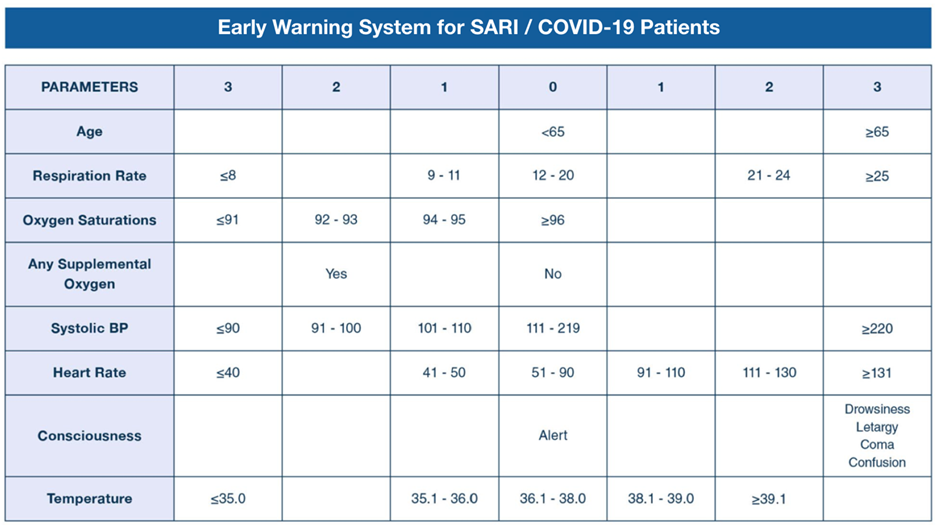 Early Warning System for SARI / COVID-19 Patients
PARAMETERS 3 2 1 0 1 2 3
Age <65 ≥65
Respiration Rate ≤8 9 - 11 12 - 20 21 - 24 ≥25
Oxygen Saturations ≤91 92 - 93 94 - 95 ≥96
Any Supplemental
Oxygen Yes No
Systolic BP ≤90 91 - 100 101 - 110 111 - 219 ≥220
Heart Rate ≤40 41 - 50 51 - 90 91 - 110 111 - 130 ≥131
Consciousness Alert
Drowsiness
Letargy
Coma
Confusion
Temperature ≤35.0 35.1 - 36.0 36.1 - 38.0 38.1 - 39.0 ≥39.1